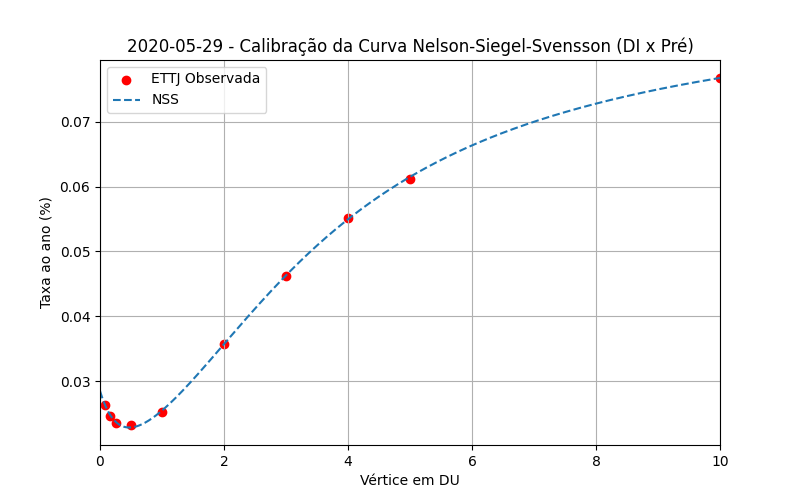 2020-05-29 - Calibração da Curva Nelson-Siegel-Svensson (DI x Pré)
ETTJ Observada
NSS
0.07
0.06
0.05
0.04
0.03
Taxa ao ano (%)
0 2 4 6 8 10
Vértice em DU